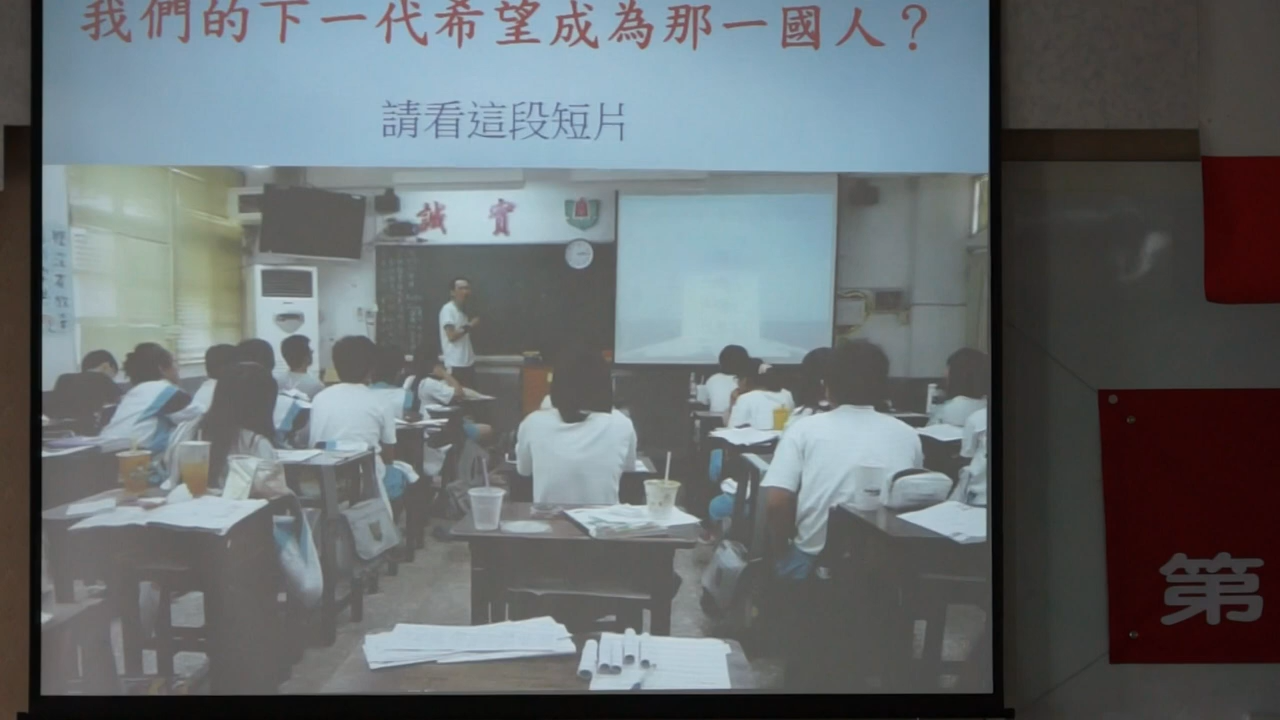 我們的下一代希望成為那一國人？
請看這段短片
誠 實
第